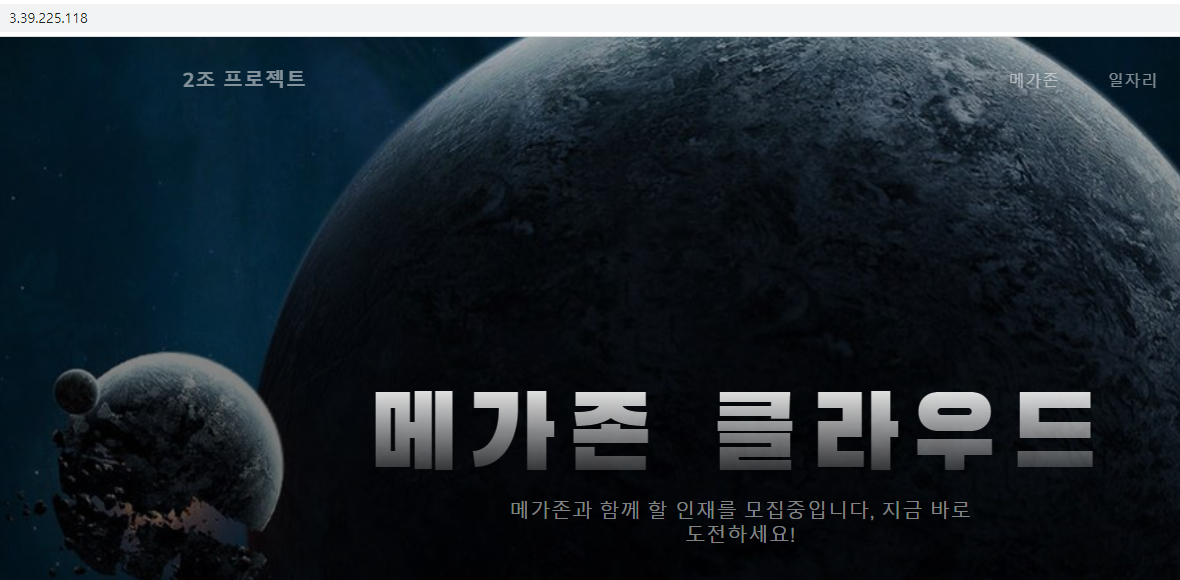 3.39.225.118
2조 프로젝트
메가존
일자리
메가존 클라우드
메가존과 함께 할 인재를 모집중입니다, 지금 바로
도전하세요!